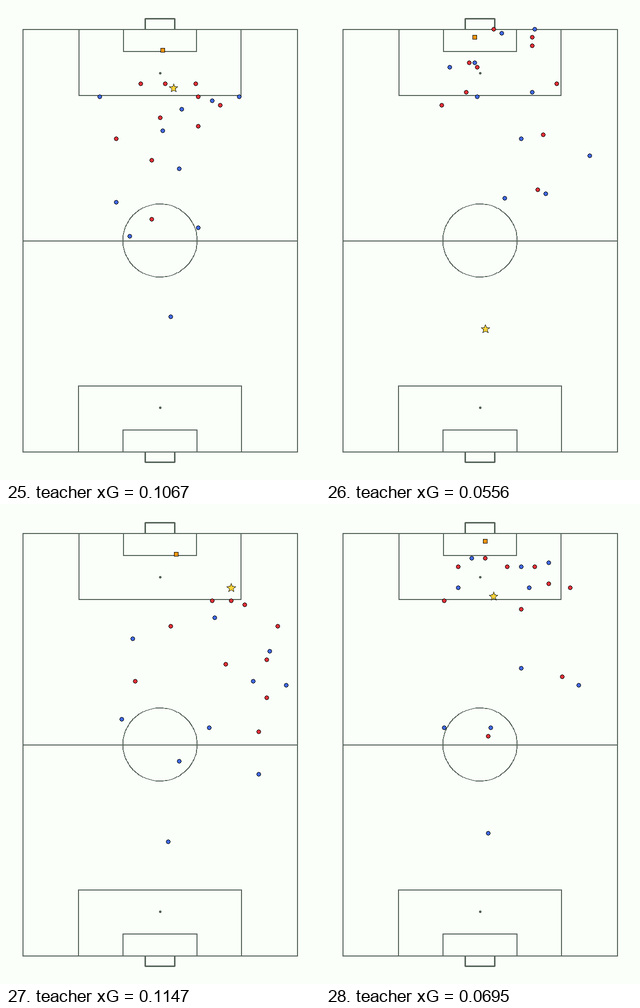 25. teacher xG = 0.1067
26. teacher xG = 0.0556
27. teacher xG = 0.1147
28. teacher xG = 0.0695